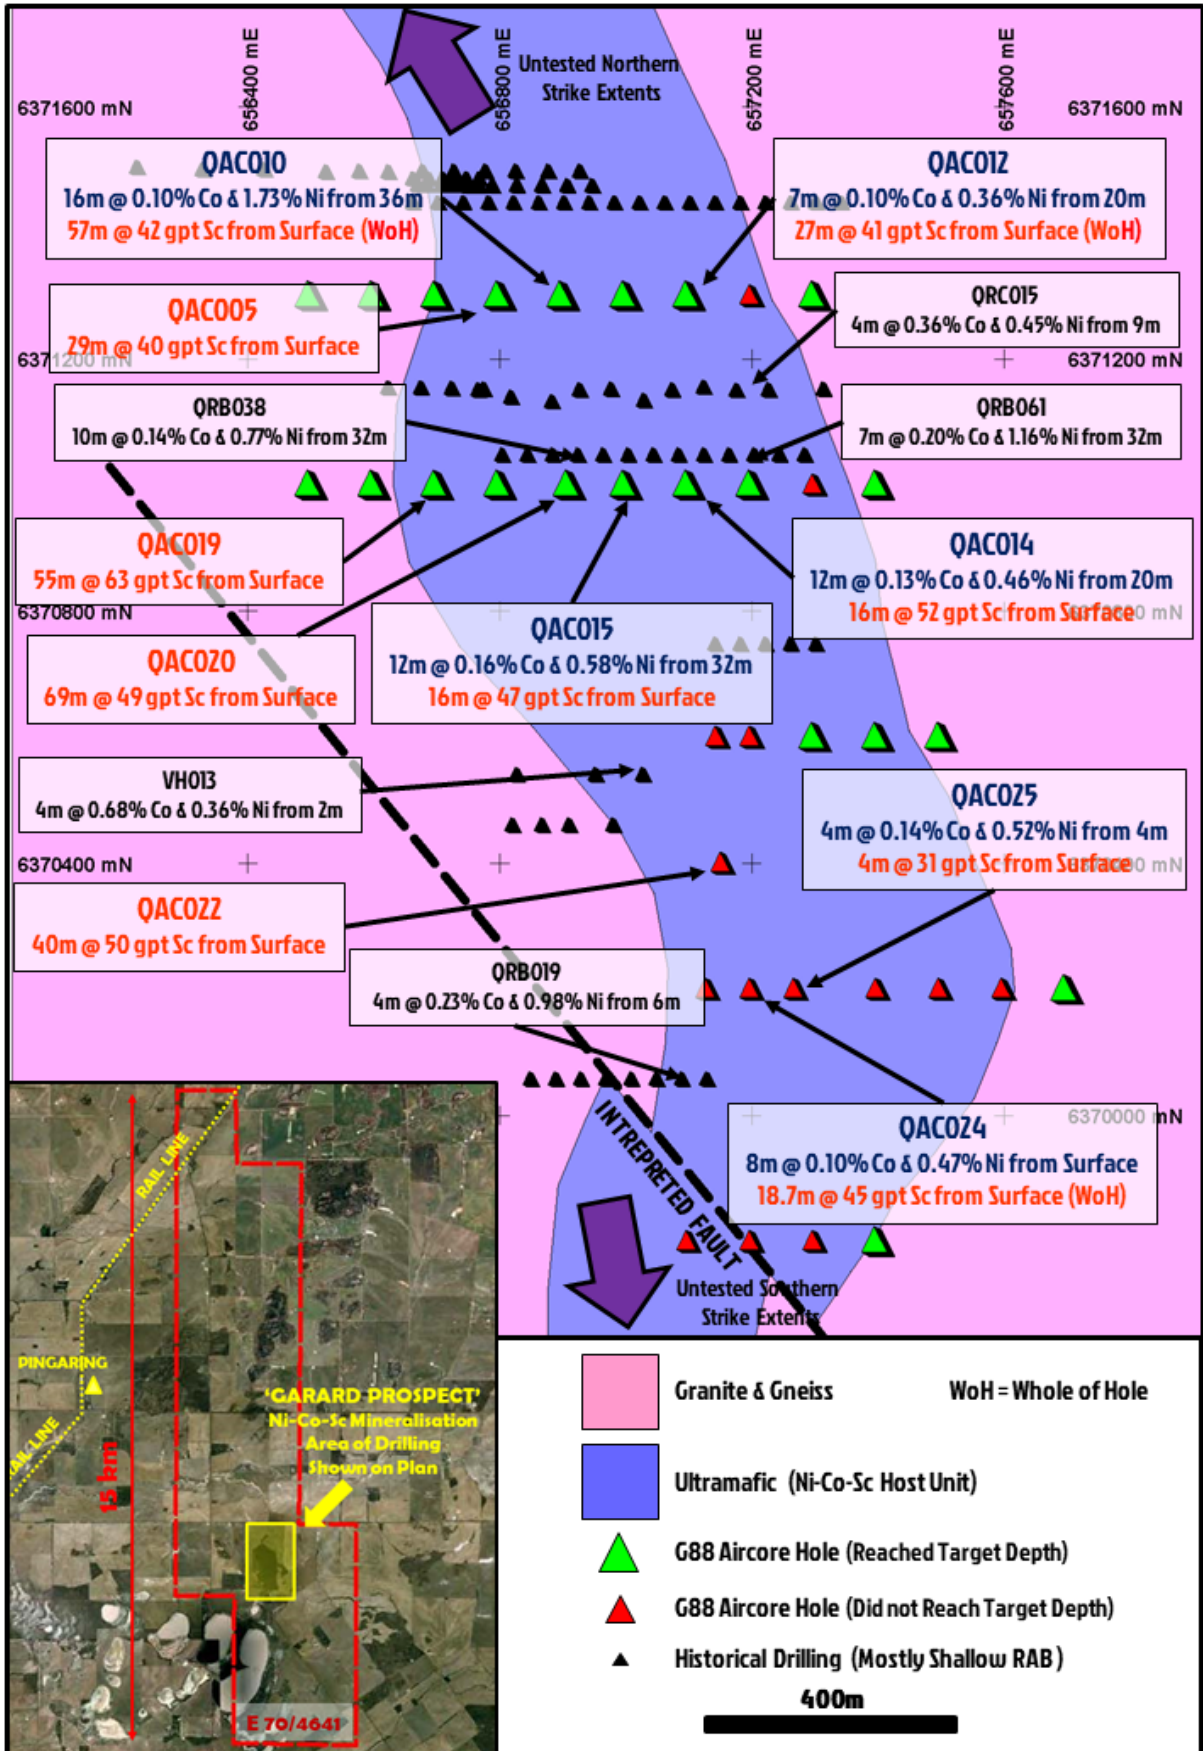 656400 mE
656800 mE
657200 mE
657600 mE
Untested Northern
Strike Extents
6371600 mN
6371600 mN
QAC010
16m @ 0.10% Co & 1.73% Ni from 36m
57m @ 42 gpt Sc from Surface (WoH)
QAC012
7m @ 0.10% Co & 0.36% Ni from 20m
27m @ 41 gpt Sc from Surface (WoH)
QAC005
29m @ 40 gpt Sc from Surface
QRC015
4m @ 0.36% Co & 0.45% Ni from 9m
6371200 mN
6371200 mN
QRB038
10m @ 0.14% Co & 0.77% Ni from 32m
QRB061
7m @ 0.20% Co & 1.16% Ni from 32m
QAC019
55m @ 63 gpt Sc from Surface
QAC014
12m @ 0.13% Co & 0.46% Ni from 20m
16m @ 52 gpt Sc from Surface
6370800 mN
6370800 mN
QAC015
12m @ 0.16% Co & 0.58% Ni from 32m
16m @ 47 gpt Sc from Surface
QAC020
69m @ 49 gpt Sc from Surface
VH013
4m @ 0.68% Co & 0.36% Ni from 2m
QAC025
4m @ 0.14% Co & 0.52% Ni from 4m
4m @ 31 gpt Sc from Surface
6370400 mN
6370400 mN
QAC022
40m @ 50 gpt Sc from Surface
QRB019
4m @ 0.23% Co & 0.98% Ni from 6m
6370000 mN
QAC024
8m @ 0.10% Co & 0.47% Ni from Surface
18.7m @ 45 gpt Sc from Surface (WoH)
INTREPRETED FAULT
Untested Southern
Strike Extents
RAIL LINE
PINGARING
RAIL LINE
15 km
'GARARD PROSPECT'
Ni-Co-Sc Mineralisation
Area of Drilling
Shown on Plan
E 70/4641
Granite & Gneiss
WoH = Whole of Hole
Ultramafic (Ni-Co-Sc Host Unit)
G88 Aircore Hole (Reached Target Depth)
G88 Aircore Hole (Did not Reach Target Depth)
Historical Drilling (Mostly Shallow RAB)
400m